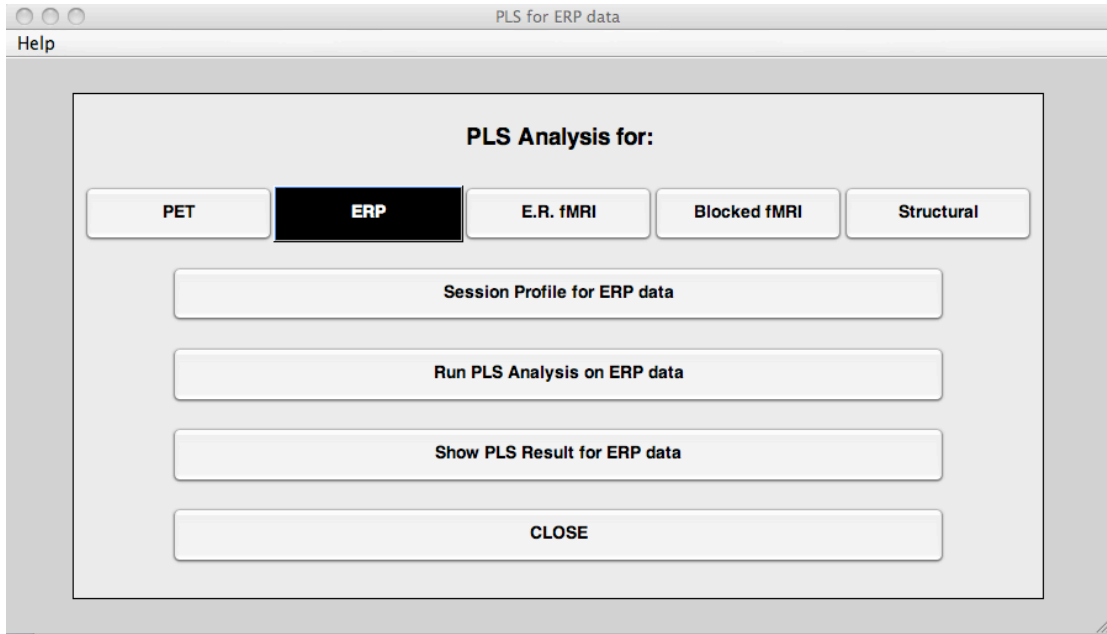 PLS for ERP data
Help
PLS Analysis for:
PET ERP E.R. fMRI Blocked fMRI Structural
Session Profile for ERP data
Run PLS Analysis on ERP data
Show PLS Result for ERP data
CLOSE